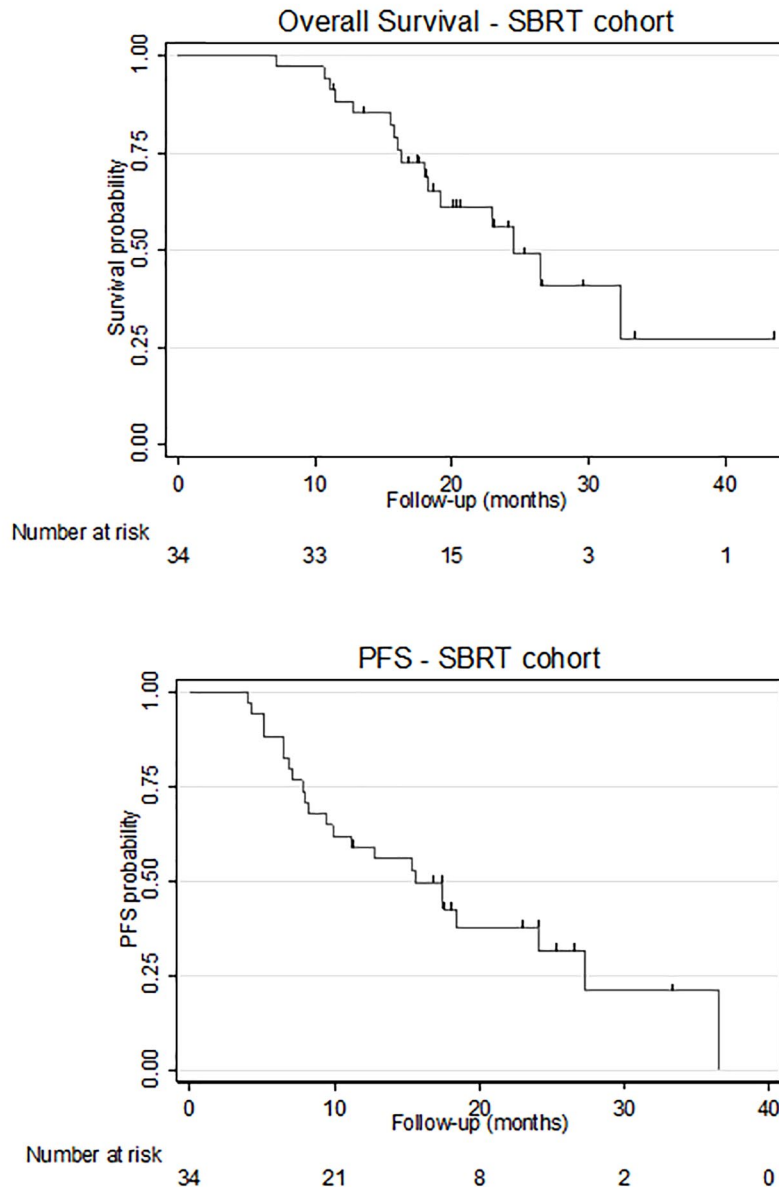 Overall Survival - SBRT cohort
Survival probability
1.00
0.75
0.50
0.25
0.00
0 10 20 30 40
Follow-up (months)
Number at risk
34 33 15 3 1
PFS - SBRT cohort
PFS probability
1.00
0.75
0.50
0.25
0.00
0 10 20 30 40
Follow-up (months)
Number at risk
34 21 8 2 0